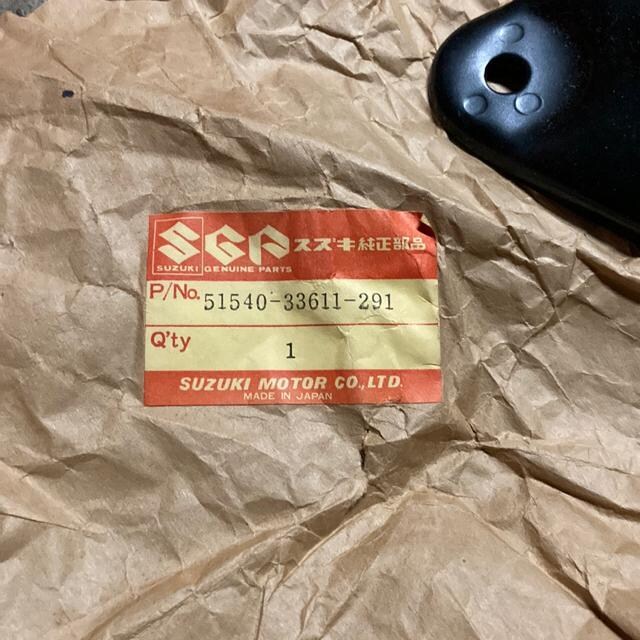 SGP スズキ純正部品
SUZUKI GENUINE PARTS
P/No. 51540-33611-291
Q'ty 1
SUZUKI MOTOR CO., LTD.
MADE IN JAPAN